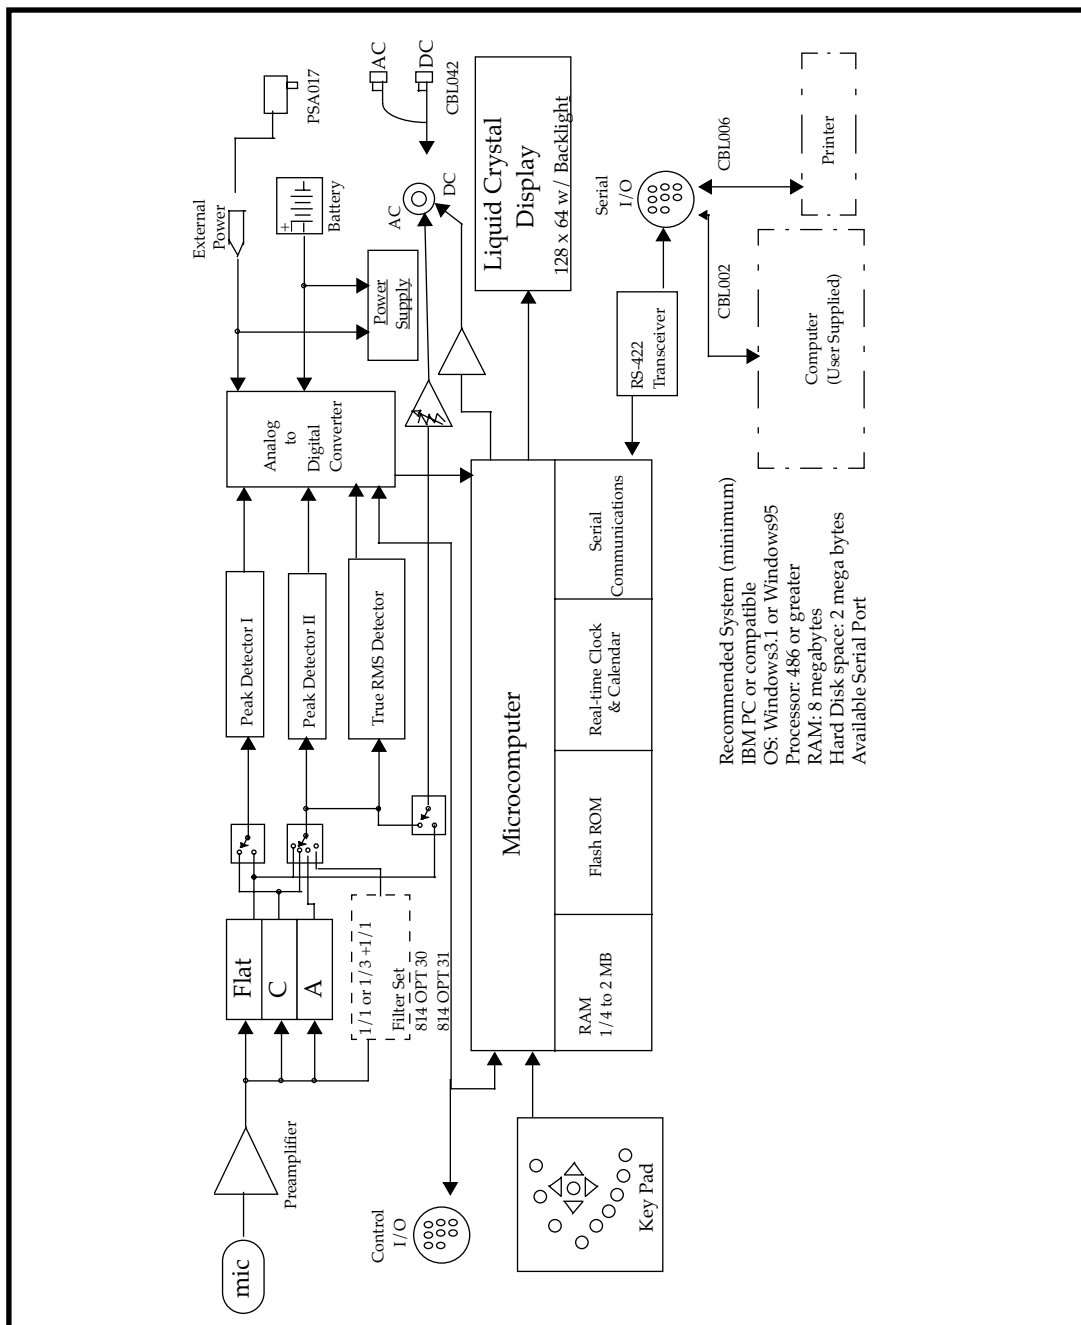 mic
Preamplifier
Flat
C
A
1/1 or 1/3 +1/1
Filter Set
814 OPT 30
814 OPT 31
Peak Detector I
Peak Detector II
True RMS Detector
Analog
to
Digital
Converter
External
Power
PSA017
Battery
Power
Supply
AC
DC
AC
DC
CBL042
Control
I/O
Key Pad
Microcomputer
RAM
1/4 to 2 MB
Flash ROM
Real-time Clock
& Calendar
Serial
Communications
Liquid Crystal
Display
128 x 64 w/ Backlight
RS-422
Transceiver
Serial
I/O
CBL006
CBL002
Printer
Computer
(User Supplied)
Recommended System (minimum)
IBM PC or compatible
OS: Windows3.1 or Windows95
Processor: 486 or greater
RAM: 8 megabytes
Hard Disk space: 2 mega bytes
Available Serial Port